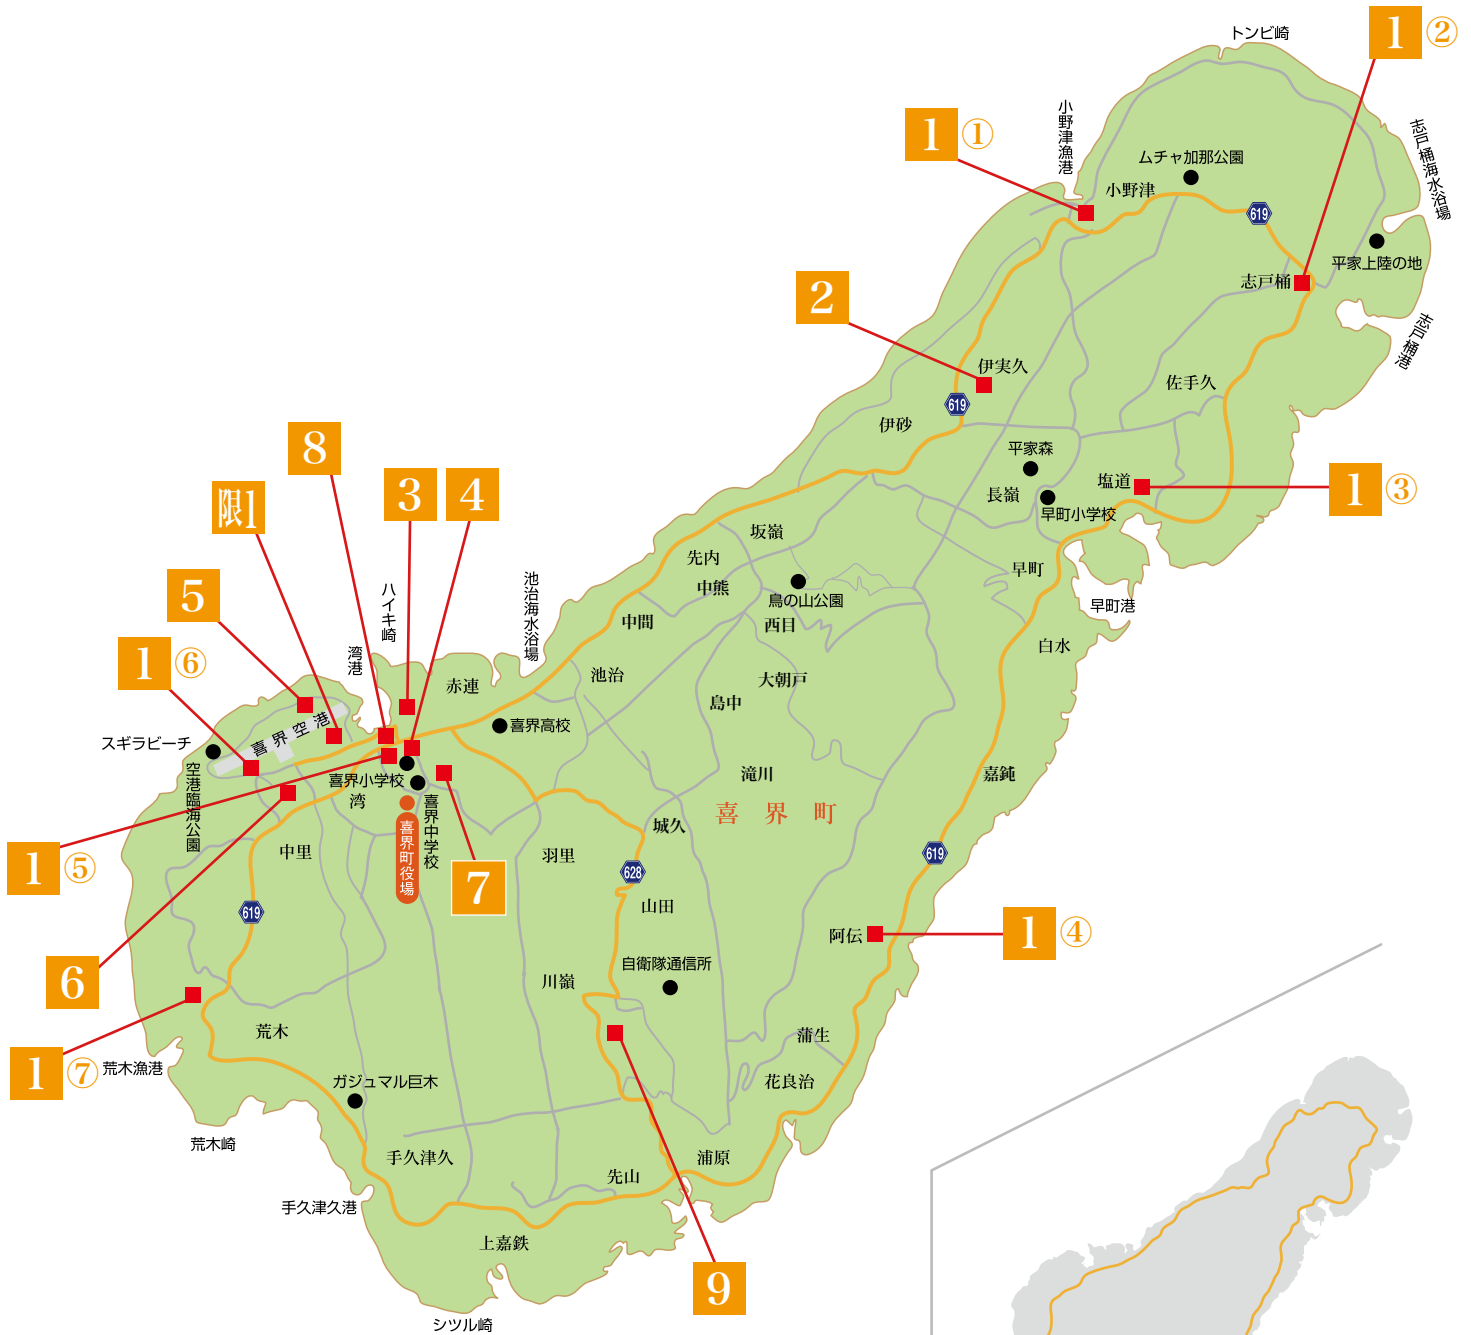 トンビ崎
1 ②
小野津漁港
1 ①
志戸桶海水浴場
ムチャ加那公園
小野津
619
平家上陸の地
志戸桶
2
志戸桶港
伊実久
佐手久
619
伊砂
8
平家森
3
4
塩道
1 ③
限1
長嶺
早町小学校
坂嶺
先内
5
ハイキ崎
池治海水浴場
中熊
早町
鳥の山公園
早町港
中間
西目
1 ⑥
湾港
白水
池治
赤連
大朝戸
島中
喜界空港
喜界高校
スギラビーチ
喜界小学校
滝川
嘉鈍
空港臨海公園
湾
喜界中学校
喜界町
城久
喜界町役場
中里
羽里
619
1 ⑤
628
7
619
山田
阿伝
1 ④
自衛隊通信所
6
川嶺
荒木
蒲生
1 ⑦
荒木漁港
ガジュマル巨木
花良治
荒木崎
手久津久
浦原
先山
手久津久港
上嘉鉄
9
シツル崎